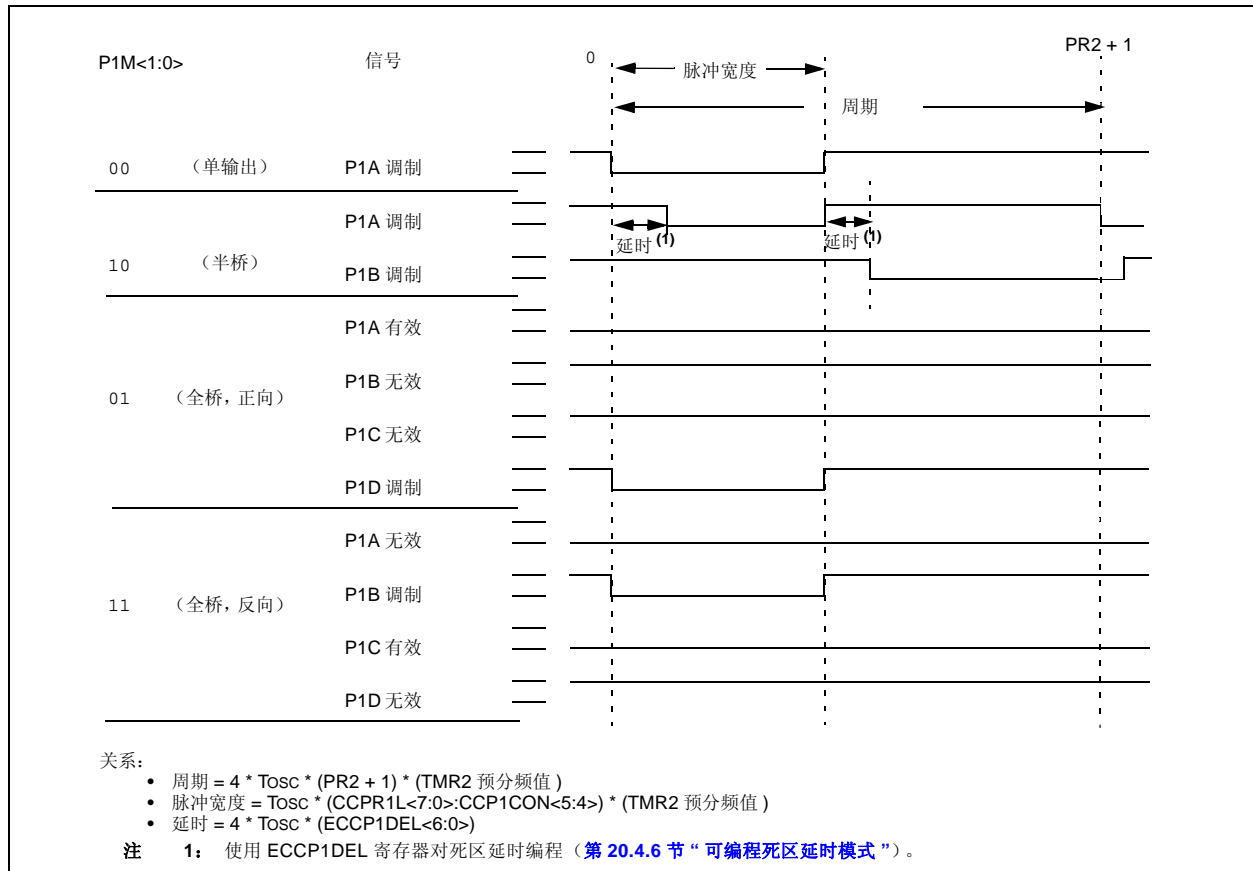 P1M<1:0> 信号 0 PR2 + 1
脉冲宽度
周期
00 （单输出） P1A 调制
P1A 调制
延时(1) 延时(1)
10 （半桥）
P1B 调制
P1A 有效
P1B 无效
01 （全桥，正向）
P1C 无效
P1D 调制
P1A 无效
P1B 调制
11 （全桥，反向）
P1C 有效
P1D 无效
关系：
• 周期 = 4 * TOSC * (PR2 + 1) * (TMR2 预分频值 )
• 脉冲宽度 = TOSC * (CCPR1L<7:0>:CCP1CON<5:4>) * (TMR2 预分频值 )
• 延时 = 4 * TOSC * (ECCP1DEL<6:0>)
注 1： 使用 ECCP1DEL 寄存器对死区延时编程（第 20.4.6 节 “ 可编程死区延时模式 ”）。